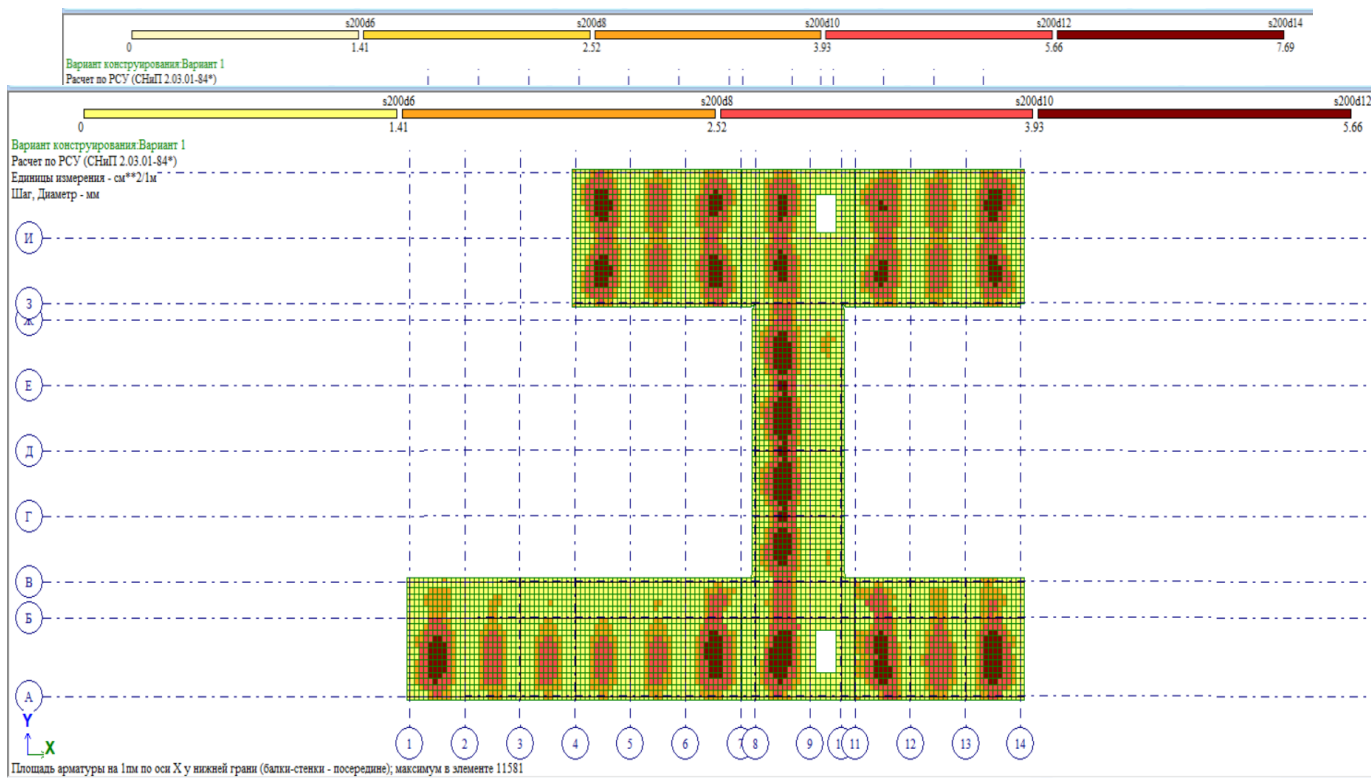 s200d6 s200d8 s200d10 s200d12 s200d14
0 1.41 2.52 3.93 5.66 7.69
Вариант конструирования:Вариант 1
Расчет по РСУ (СНиП 2.03.01-84*)
s200d6 s200d8 s200d10 s200d12
0 1.41 2.52 3.93 5.66
Вариант конструирования:Вариант 1
Расчет по РСУ (СНиП 2.03.01-84*)
Единицы измерения - см**2/1м
Шаг, Диаметр - мм
И
З
Ж
Е
Д
Г
В
Б
А
Y
X
1 2 3 4 5 6 7 8 9 1 11 12 13 14
Площадь арматуры на 1пм по оси X у нижней грани (балки-стенки - посередине); максимум в элементе 11581